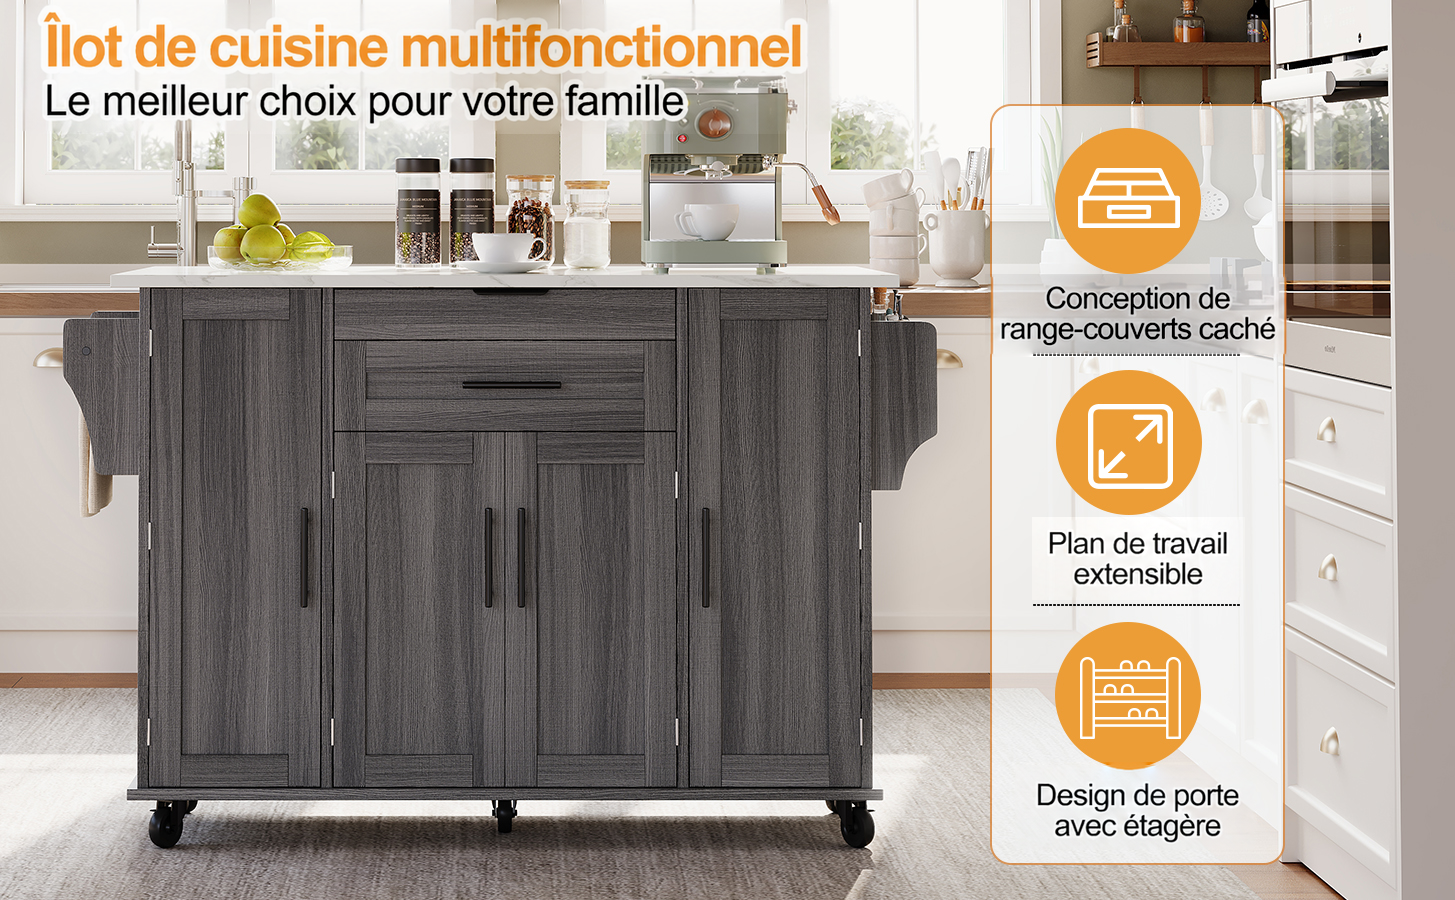 Îlot de cuisine multifonctionnel
Le meilleur choix pour votre famille
Conception de
range-couverts caché
Plan de travail
extensible
Design de porte
avec étagère